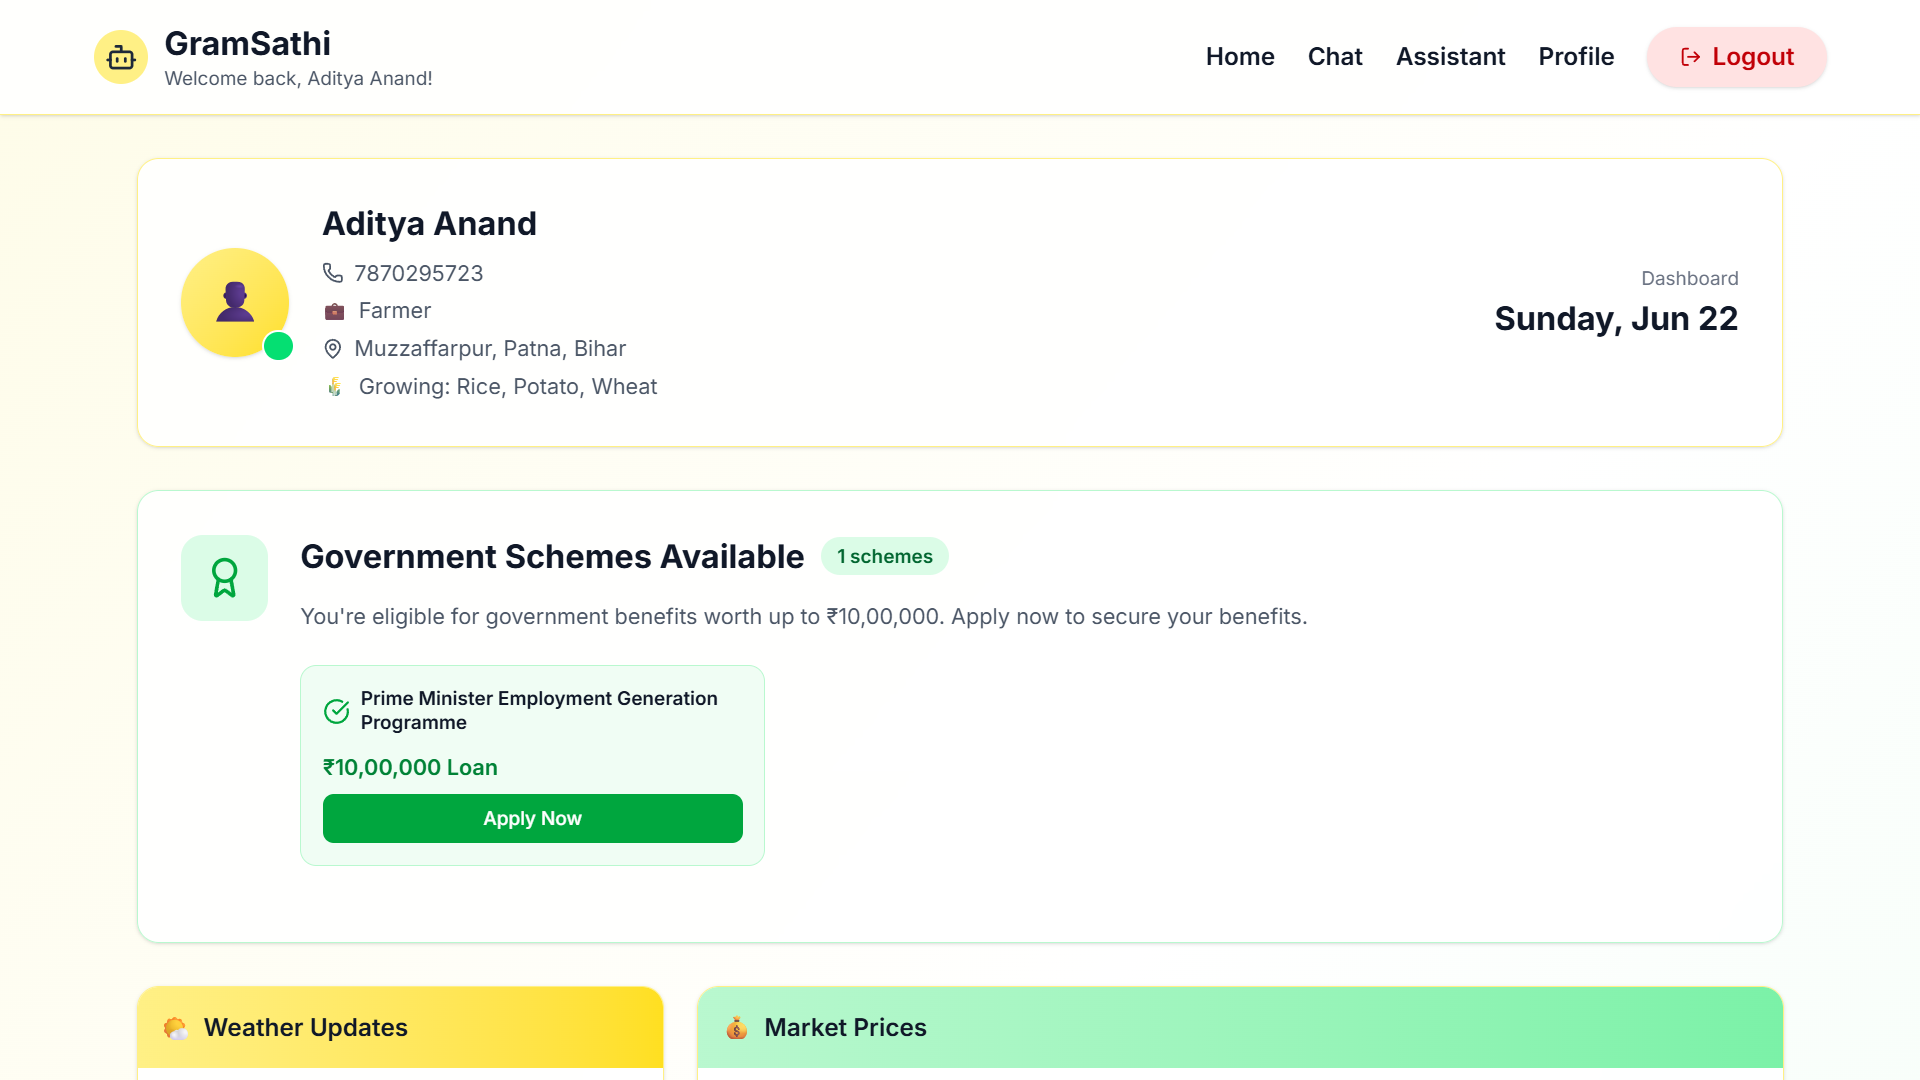 GramSathi
Welcome back, Aditya Anand!
Home
Chat
Assistant
Profile
Logout
Aditya Anand
7870295723
Farmer
Muzzaffarpur, Patna, Bihar
Growing: Rice, Potato, Wheat
Dashboard
Sunday, Jun 22
Government Schemes Available
1 schemes
You're eligible for government benefits worth up to ₹10,00,000. Apply now to secure your benefits.
Prime Minister Employment Generation
Programme
₹10,00,000 Loan
Apply Now
Weather Updates
Market Prices